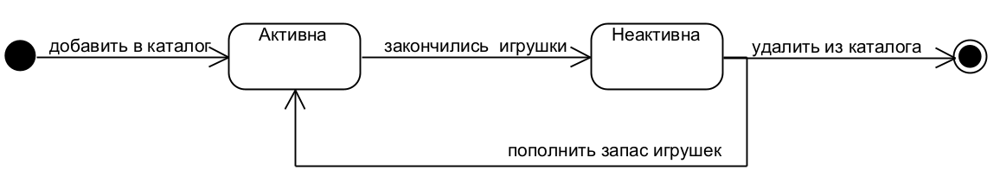 добавить в каталог
Активна
закончились  игрушки
Неактивна
удалить из каталога
пополнить запас игрушек